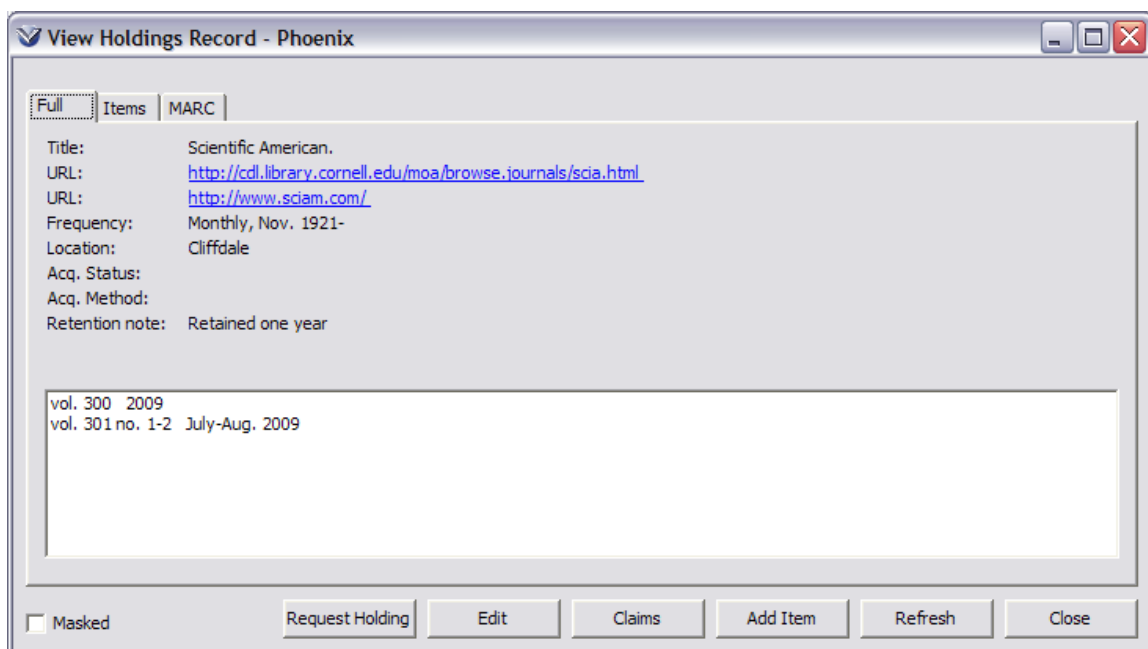 View Holdings Record - Phoenix
Full Items MARC
Title: Scientific American.
URL: http://cdl.library.cornell.edu/moa/browse.journals/scia.html
URL: http://www.sciam.com/
Frequency: Monthly, Nov. 1921-
Location: Cliffdale
Acq. Status:
Acq. Method:
Retention note: Retained one year
vol. 300 2009
vol. 301 no. 1-2 July-Aug. 2009
Masked Request Holding Edit Claims Add Item Refresh Close